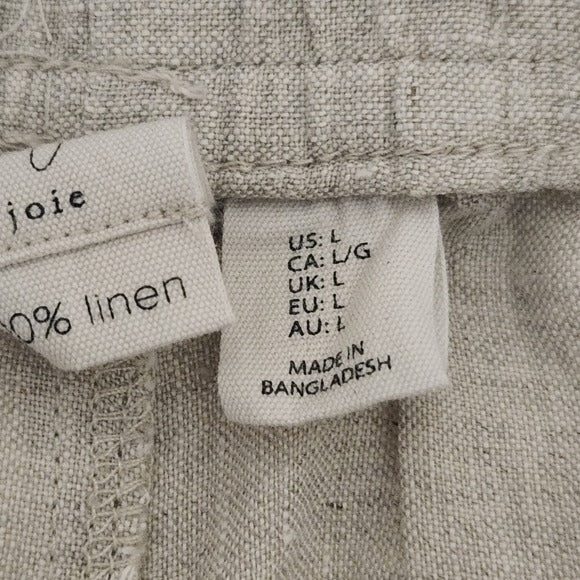 joie
0% linen
US: L
CA: L/G
UK: L
EU: L
AU: L
MADE IN
BANGLADESH